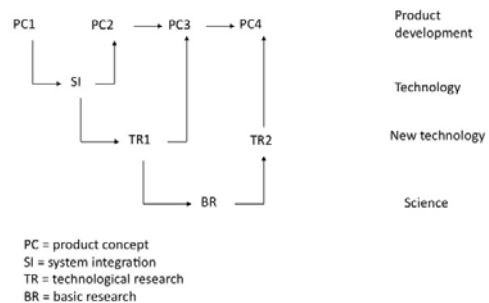 PC1 PC2 PC3 PC4 Product
development
SI Technology
TR1 TR2 New technology
BR Science
PC = product concept
SI = system integration
TR = technological research
BR = basic research